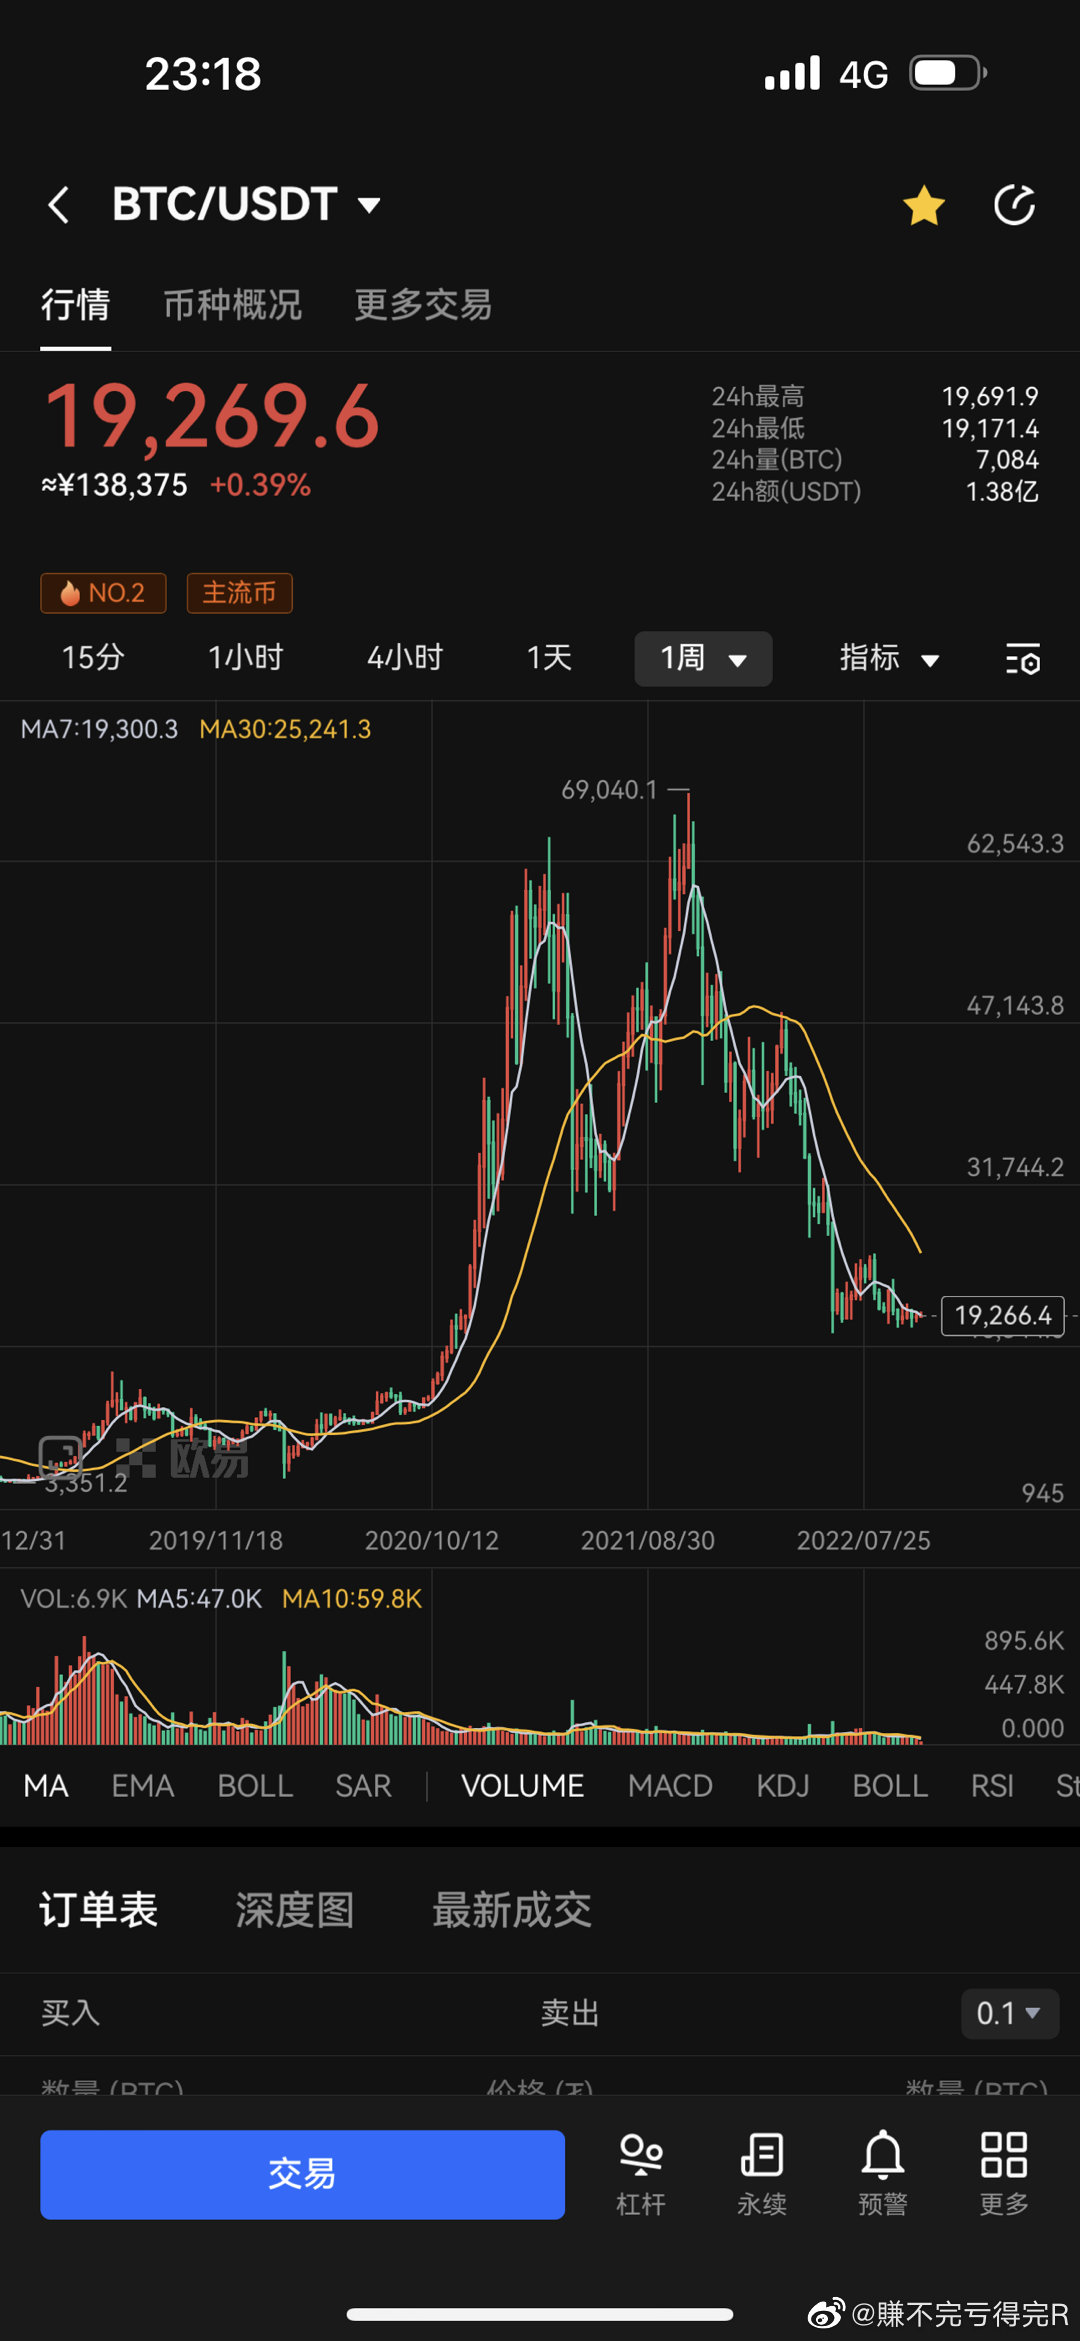 23:18
4G
BTC/USDT
行情 币种概况 更多交易
19,269.6
≈¥138,375 +0.39%
24h最高 19,691.9
24h最低 19,171.4
24h量(BTC) 7,084
24h额(USDT) 1.38亿
NO.2 主流币
15分 1小时 4小时 1天 1周 指标
MA7:19,300.3 MA30:25,241.3
69,040.1
62,543.3
47,143.8
31,744.2
19,266.4
欧易
3,351.2
945
12/31 2019/11/18 2020/10/12 2021/08/30 2022/07/25
VOL:6.9K MA5:47.0K MA10:59.8K
895.6K
447.8K
0.000
MA EMA BOLL SAR VOLUME MACD KDJ BOLL RSI St
订单表 深度图 最新成交
买入 卖出 0.1
数量 (BTC) 价格 (₮) 数量 (BTC)
交易 杠杆 永续 预警 更多
@賺不完亏得完R